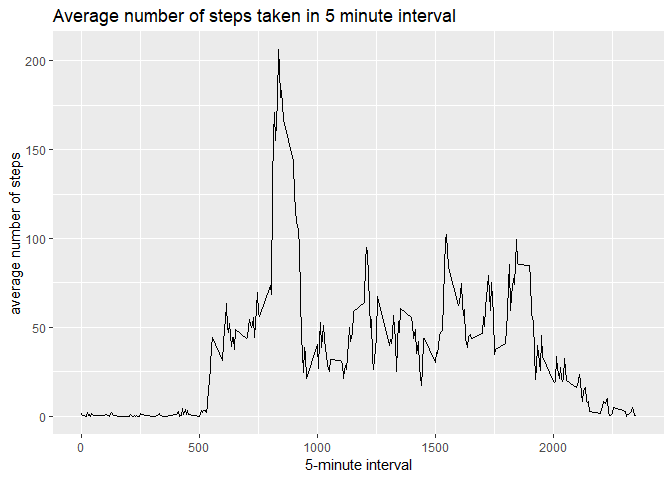 Average number of steps taken in 5 minute interval
200
150
100
50
0
average number of steps
0 500 1000 1500 2000
5-minute interval